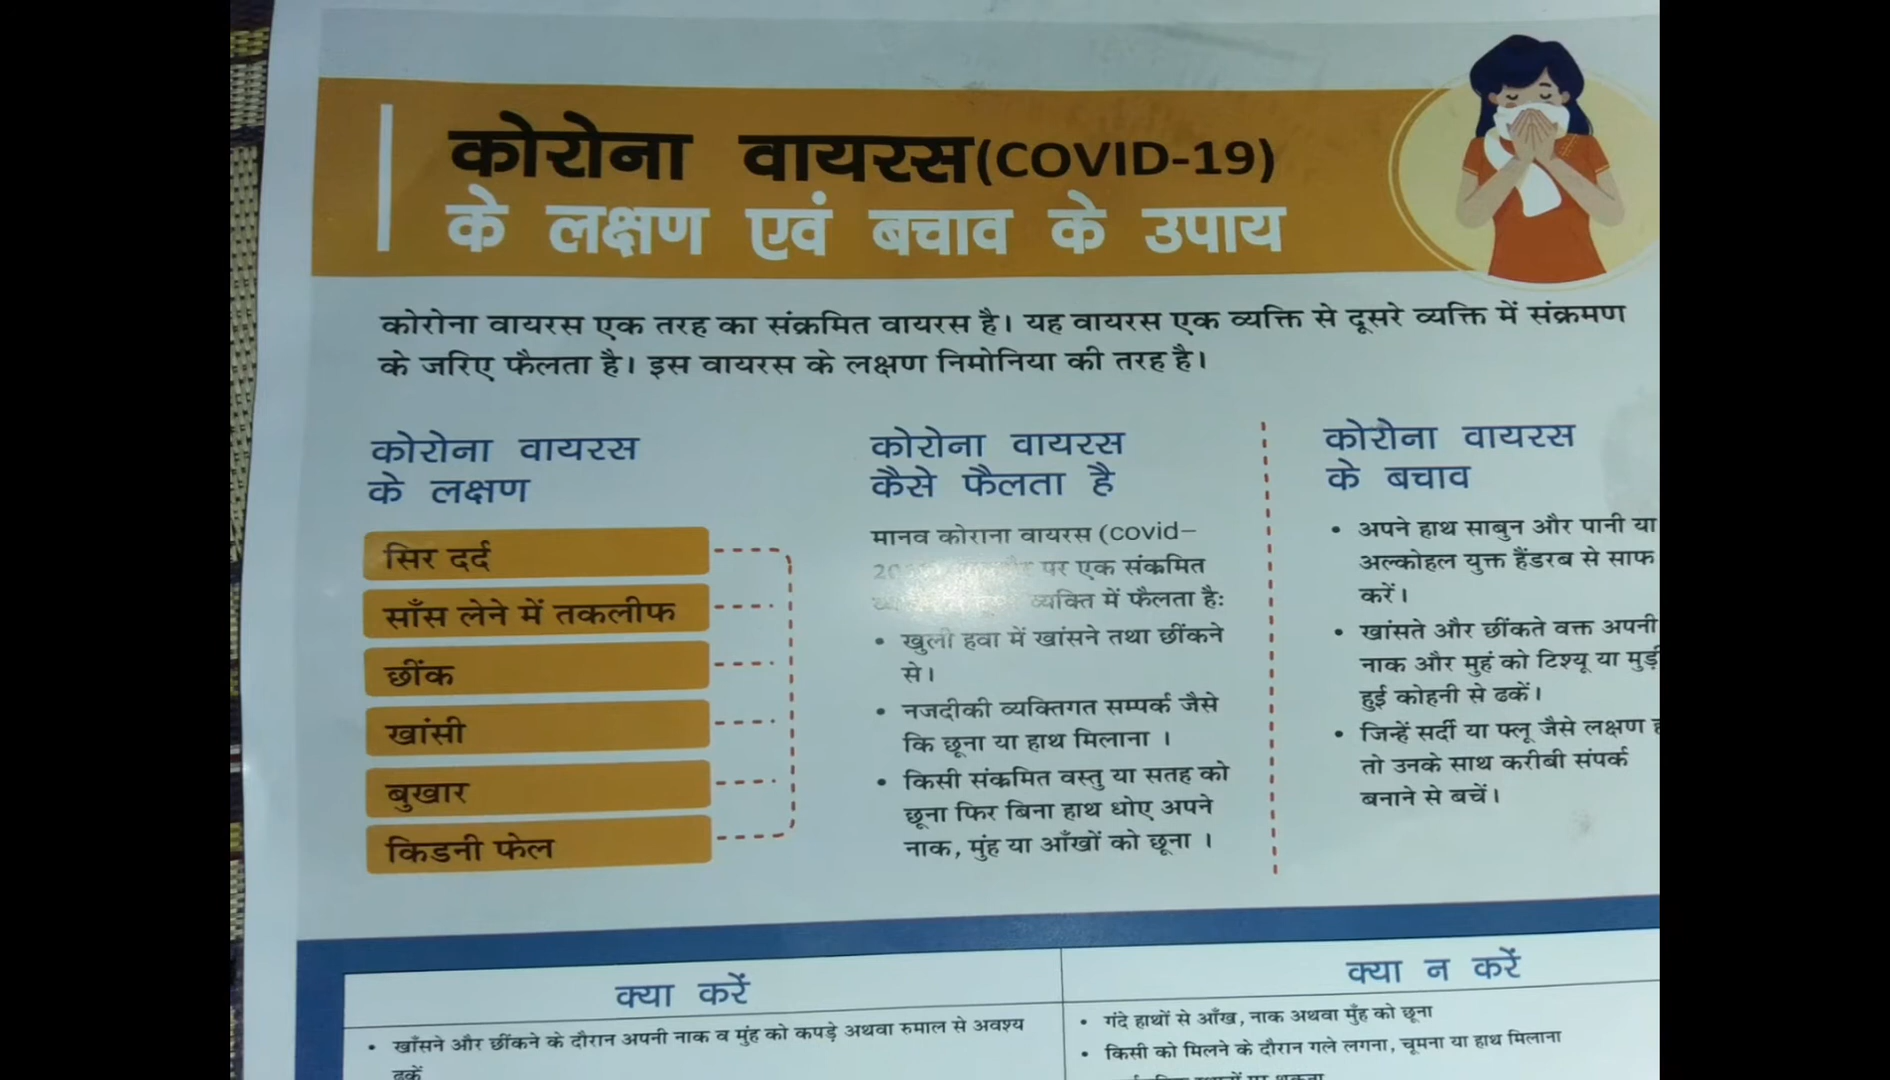 कोरोना वायरस(COVID-19)
के लक्षण एवं बचाव के उपाय
कोरोना वायरस एक तरह का संक्रमित वायरस है। यह वायरस एक व्यक्ति से दूसरे व्यक्ति में संक्रमण
के जरिए फैलता है। इस वायरस के लक्षण निमोनिया की तरह है।
कोरोना वायरस
के लक्षण
सिर दर्द
साँस लेने में तकलीफ
छींक
खांसी
बुखार
किडनी फेल
कोरोना वायरस
कैसे फैलता है
मानव कोराना वायरस (covid–
पर एक संक्रमित
व्यक्ति में फैलता है:
• खुली हवा में खांसने तथा छींकने
से।
• नजदीकी व्यक्तिगत सम्पर्क जैसे
कि छूना या हाथ मिलाना ।
• किसी संक्रमित वस्तु या सतह को
छूना फिर बिना हाथ धोए अपने
नाक, मुंह या आँखों को छूना ।
कोरोना वायरस
के बचाव
• अपने हाथ साबुन और पानी या
अल्कोहल युक्त हैंडरब से साफ
करें।
• खांसते और छींकते वक्त अपनी
नाक और मुहं को टिश्यू या मुड़ी
हुई कोहनी से ढकें।
• जिन्हें सर्दी या फ्लू जैसे लक्षण
तो उनके साथ करीबी संपर्क
बनाने से बचें।
क्या करें
• खाँसने और छींकने के दौरान अपनी नाक व मुंह को कपड़े अथवा रुमाल से अवश्य
ढकें
क्या न करें
• गंदे हाथों से आँख, नाक अथवा मुँह को छूना
• किसी को मिलने के दौरान गले लगना, चूमना या हाथ मिलाना